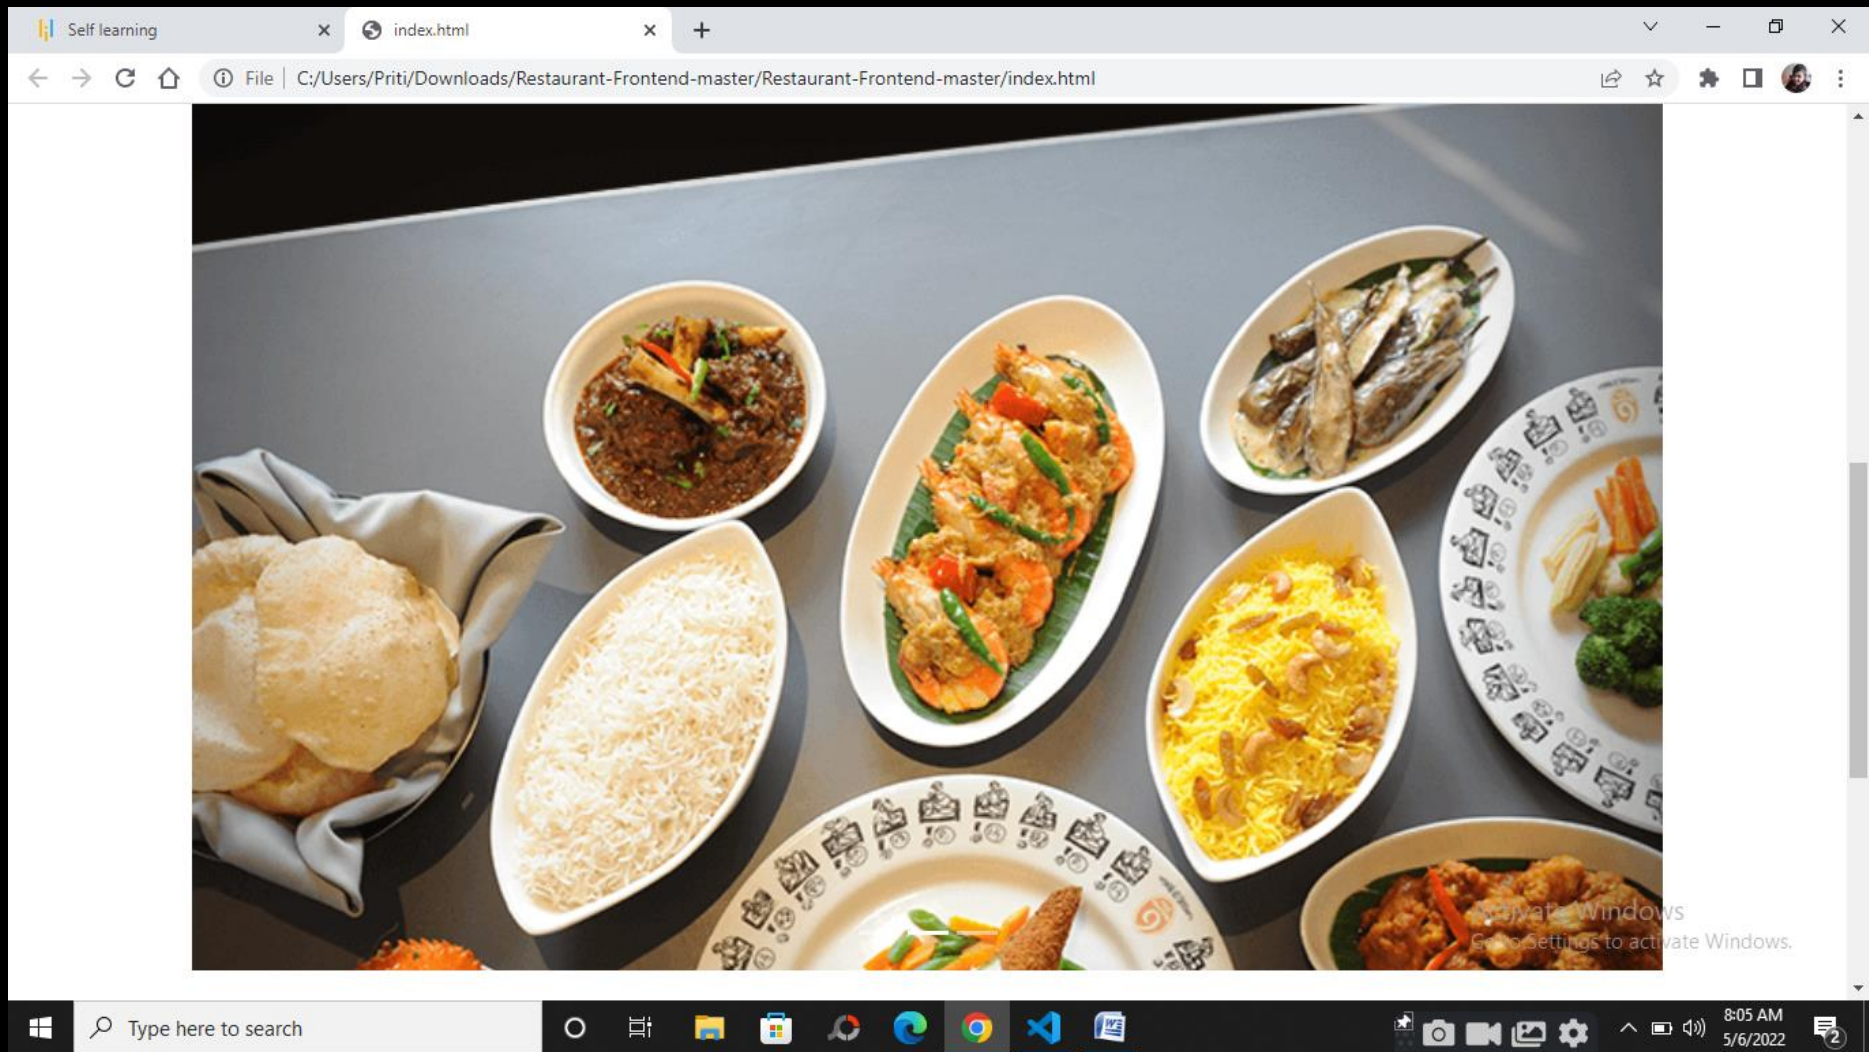 Self learning
index.html
File
C:/Users/Priti/Downloads/Restaurant-Frontend-master/Restaurant-Frontend-master/index.html
Activate Windows
Go to Settings to activate Windows.
Type here to search
8:05 AM
5/6/2022
2